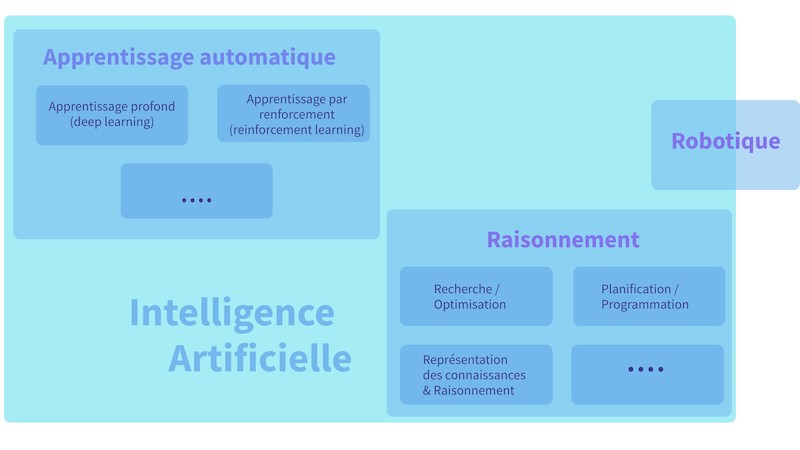 Apprentissage automatique
Apprentissage profond
(deep learning)
Apprentissage par
renforcement
(reinforcement learning)
....
Robotique
Raisonnement
Recherche /
Optimisation
Planification /
Programmation
Représentation
des connaissances
& Raisonnement
....
Intelligence
Artificielle